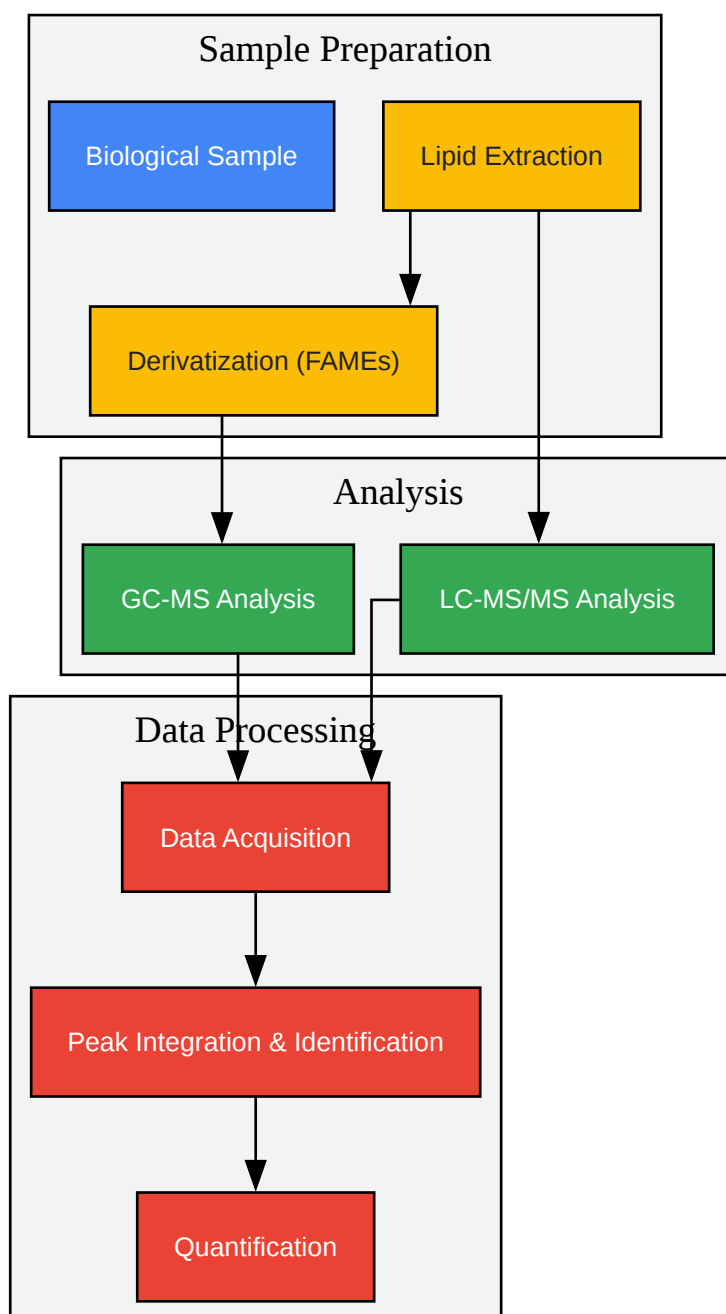 Sample Preparation
Biological Sample
Lipid Extraction
Derivatization (FAMEs)
Analysis
GC-MS Analysis
LC-MS/MS Analysis
Data Processing
Data Acquisition
Peak Integration & Identification
Quantification